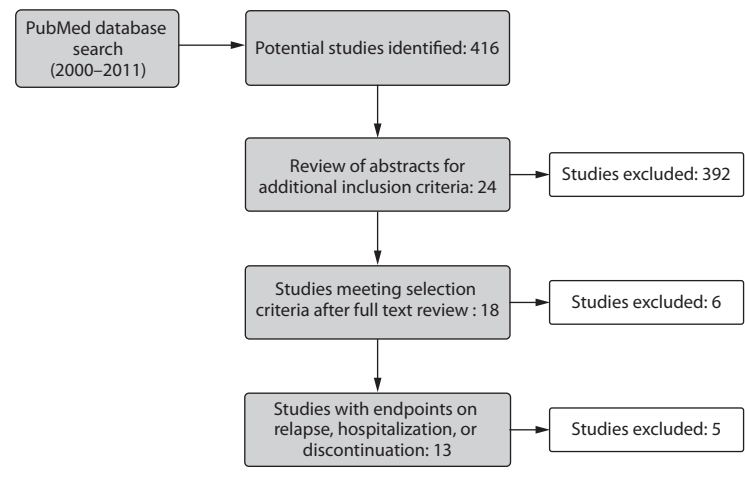 PubMed database
search
(2000–2011)
Potential studies identified: 416
Review of abstracts for
additional inclusion criteria: 24
Studies excluded: 392
Studies meeting selection
criteria after full text review : 18
Studies excluded: 6
Studies with endpoints on
relapse, hospitalization, or
discontinuation: 13
Studies excluded: 5